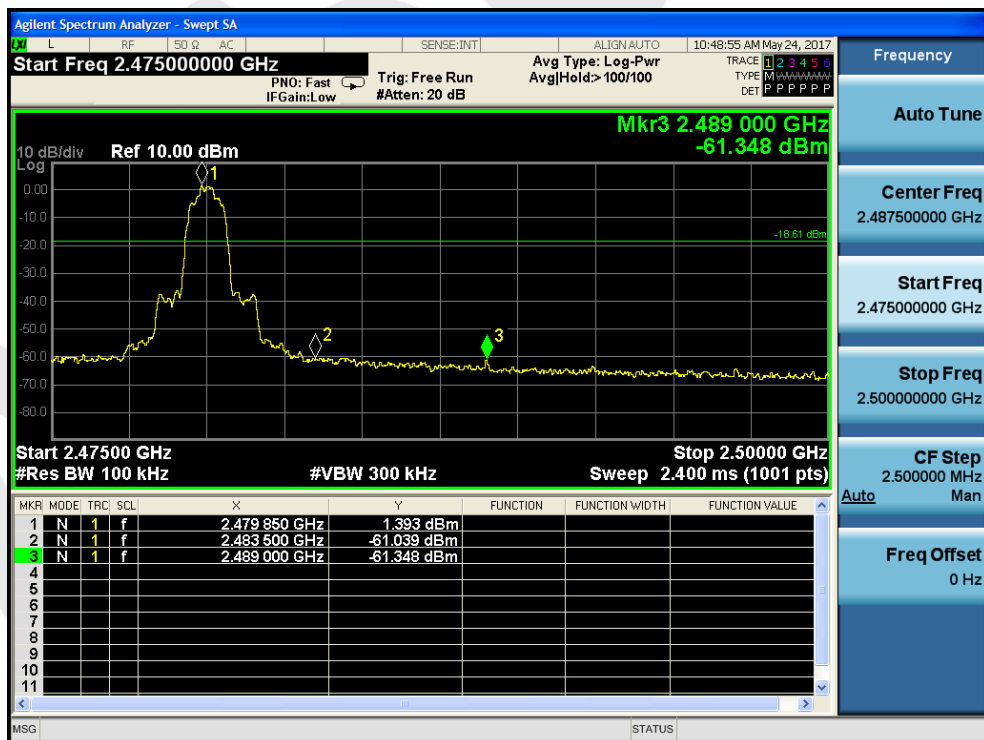 Agilent Spectrum Analyzer - Swept SA
LXI L RF 50 Ω AC SENSE:INT ALIGN AUTO 10:48:55 AM May 24, 2017
Start Freq 2.475000000 GHz
PNO: Fast
IFGain:Low
Trig: Free Run
#Atten: 20 dB
Avg Type: Log-Pwr
Avg|Hold:>100/100
TRACE 1 2 3 4 5 6
TYPE M
DET P P P P P P
Mkr3 2.489 000 GHz
-61.348 dBm
10 dB/div Ref 10.00 dBm
Log
0.00
-10.0
-20.0
-30.0
-40.0
-50.0
-60.0
-70.0
-80.0
1
2
3
-18.61 dBm
Start 2.47500 GHz Stop 2.50000 GHz
#Res BW 100 kHz #VBW 300 kHz Sweep 2.400 ms (1001 pts)
MKR MODE TRC SCL X Y FUNCTION FUNCTION WIDTH FUNCTION VALUE
1 N 1 f 2.479 850 GHz 1.393 dBm
2 N 1 f 2.483 500 GHz -61.039 dBm
3 N 1 f 2.489 000 GHz -61.348 dBm
4
5
6
7
8
9
10
11
MSG STATUS
Frequency
Auto Tune
Center Freq
2.487500000 GHz
Start Freq
2.475000000 GHz
Stop Freq
2.500000000 GHz
CF Step
2.500000 MHz
Auto Man
Freq Offset
0 Hz